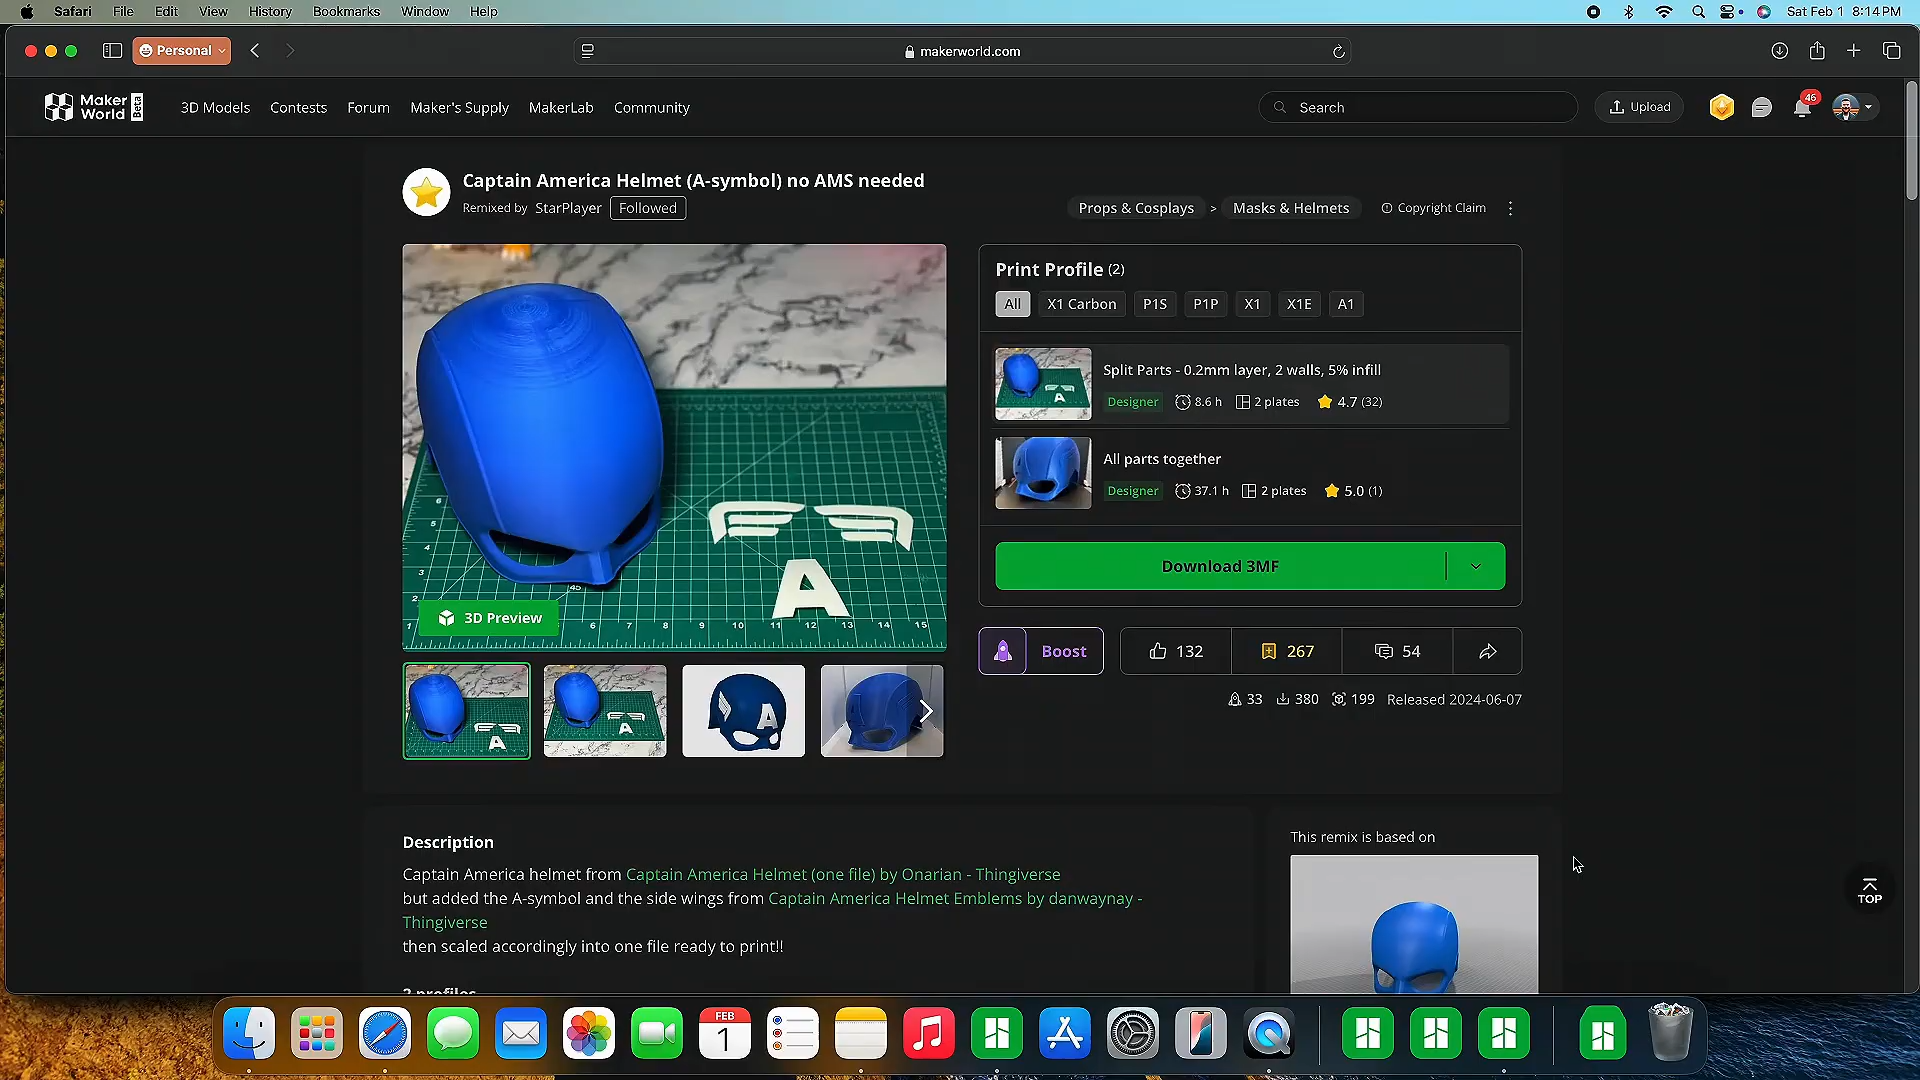 Safari File Edit View History Bookmarks Window Help
Sat Feb 1 8:14 PM
Personal
makerworld.com
Maker World Beta
3D Models Contests Forum Maker's Supply MakerLab Community
Search
Upload
46
Captain America Helmet (A-symbol) no AMS needed
Remixed by StarPlayer Followed
Props & Cosplays > Masks & Helmets
Copyright Claim
Print Profile (2)
All X1 Carbon P1S P1P X1 X1E A1
Split Parts - 0.2mm layer, 2 walls, 5% infill
Designer 8.6 h 2 plates 4.7 (32)
All parts together
Designer 37.1 h 2 plates 5.0 (1)
Download 3MF
3D Preview
Boost
132
267
54
33 380 199 Released 2024-06-07
Description
Captain America helmet from Captain America Helmet (one file) by Onarian - Thingiverse
but added the A-symbol and the side wings from Captain America Helmet Emblems by danwaynay -
Thingiverse
then scaled accordingly into one file ready to print!!
2 profiles
This remix is based on
TOP
FEB
1